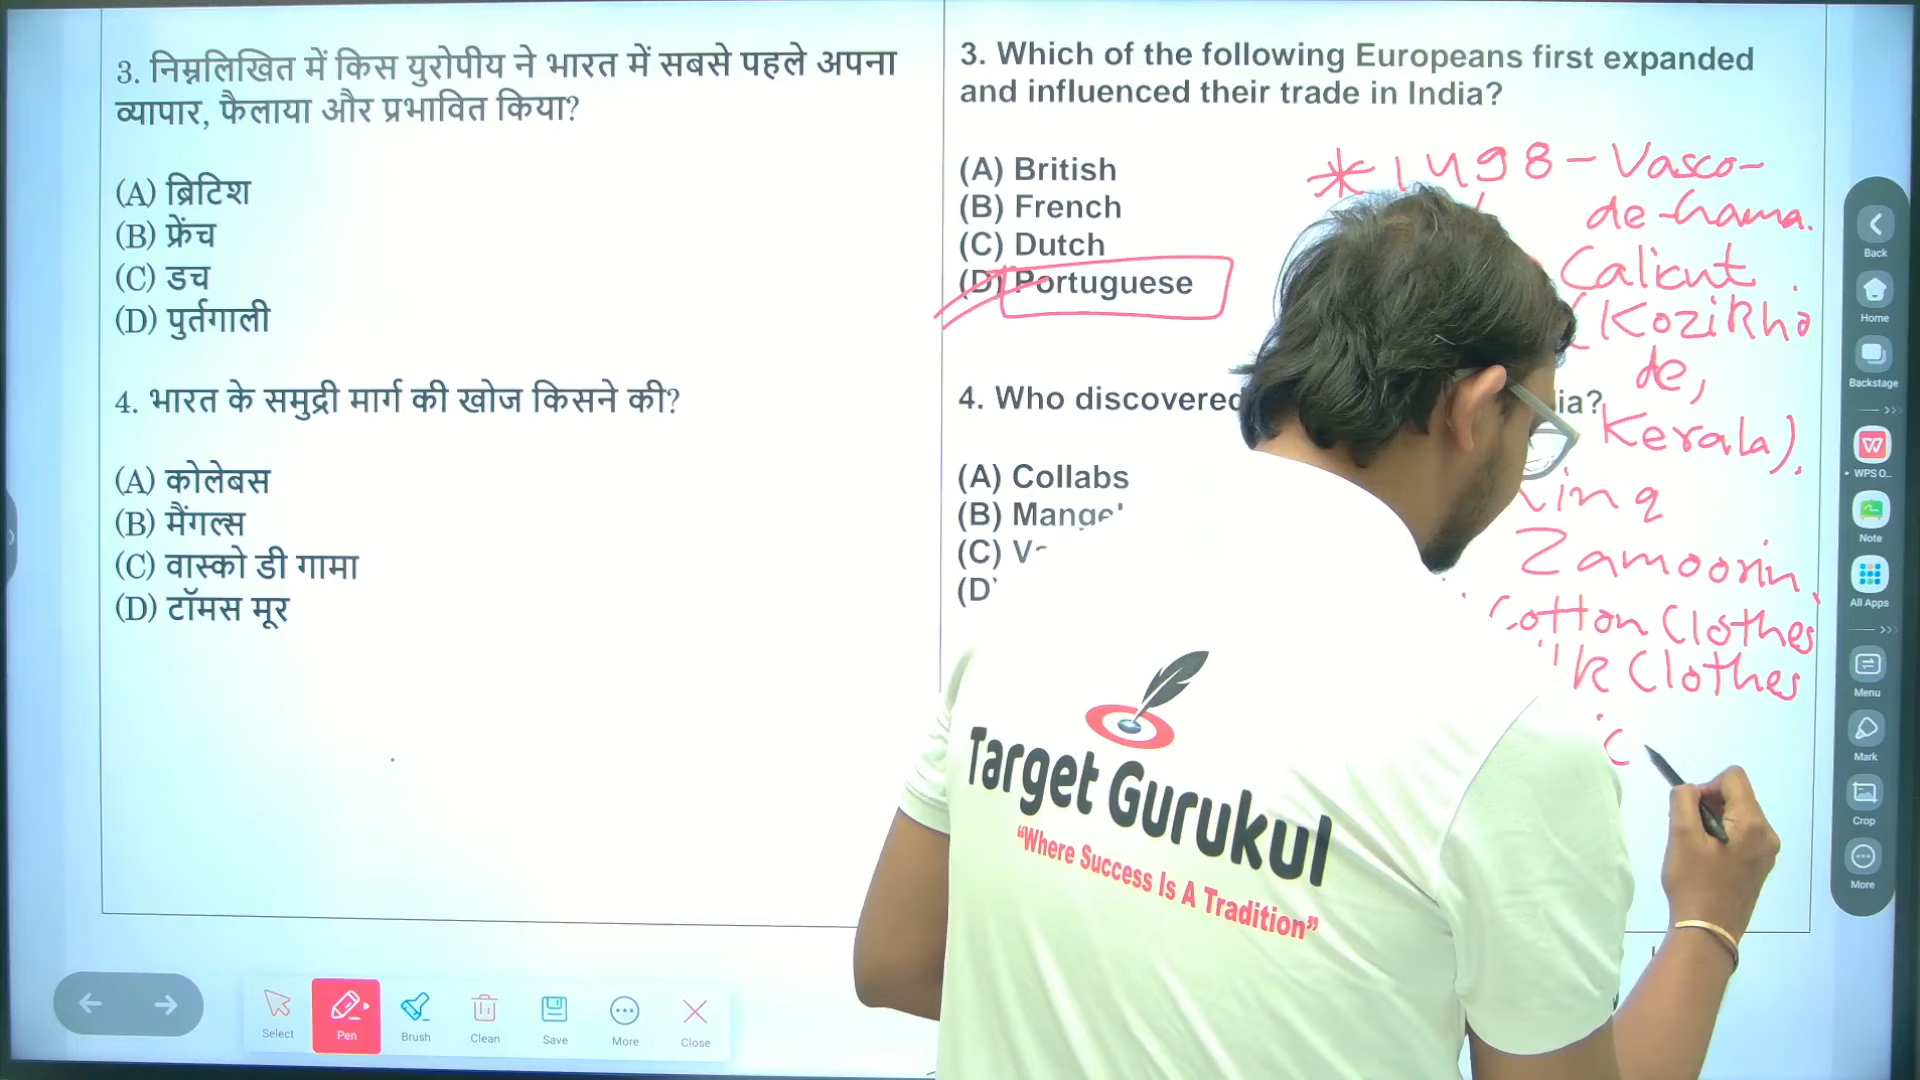 3. निम्नलिखित में किस युरोपीय ने भारत में सबसे पहले अपना
व्यापार, फैलाया और प्रभावित किया?
(A) ब्रिटिश
(B) फ्रेंच
(C) डच
(D) पुर्तगाली
4. भारत के समुद्री मार्ग की खोज किसने की?
(A) कोलेबस
(B) मैंगल्स
(C) वास्को डी गामा
(D) टॉमस मूर
3. Which of the following Europeans first expanded
and influenced their trade in India?
(A) British
(B) French
(C) Dutch
(D) Portuguese
4. Who discovered
(A) Collabs
(B)
(C)
(D
* 1498 - Vasco-
de-Gama.
Calicut.
(Kozikho
de,
Kerala).
Zamoorin
Cotton Clothes
Clothes
Target Gurukul
“Where Success Is A Tradition”
Back
Home
Backstage
WPS O...
Note
All Apps
Menu
Mark
Crop
More
Select
Pen
Brush
Clean
Save
More
Close